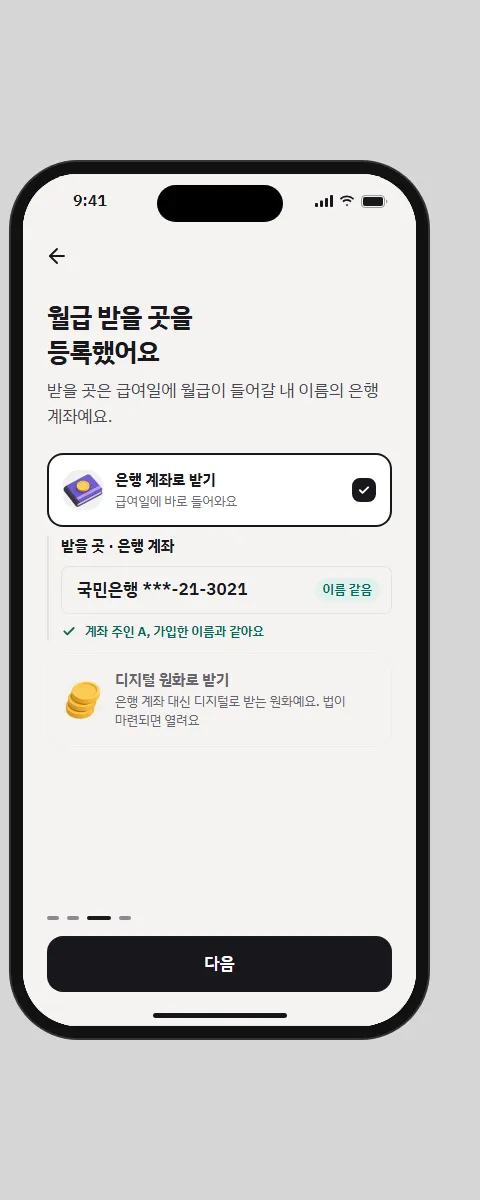 9:41
월급 받을 곳을
등록했어요
받을 곳은 급여일에 월급이 들어갈 내 이름의 은행
계좌예요.
은행 계좌로 받기
급여일에 바로 들어와요
받을 곳 · 은행 계좌
국민은행 ***-21-3021
이름 같음
계좌 주인 A, 가입한 이름과 같아요
디지털 원화로 받기
은행 계좌 대신 디지털로 받는 원화예요. 법이
마련되면 열려요
다음